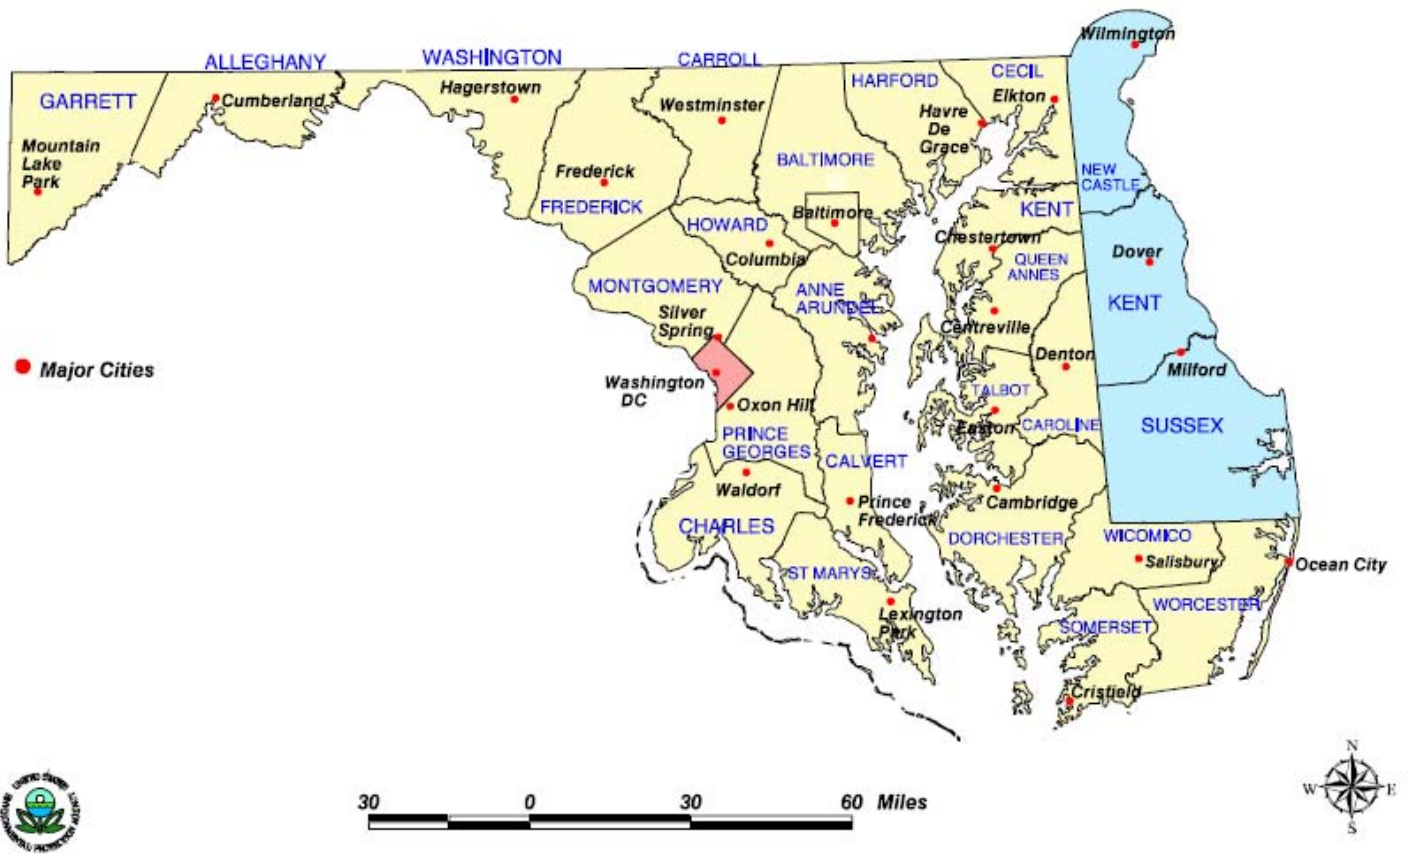 Wilmington
ALLEGHANY
WASHINGTON
CARROLL
HARFORD
CECIL
GARRETT
Cumberland
Hagerstown
Westminster
Havre
De
Grace
Elkton
Mountain
Lake
Park
Frederick
FREDERICK
BALTIMORE
Baltimore
NEW
CASTLE
KENT
HOWARD
Columbia
Chestertown
QUEEN
ANNES
Dover
KENT
MONTGOMERY
ANNE
ARUNDEL
Silver
Spring
Centreville
Major Cities
Washington
DC
Denton
Milford
TALBOT
Oxon Hill
Easton
CAROLINE
SUSSEX
PRINCE
GEORGES
CALVERT
Waldorf
Prince
Frederick
Cambridge
CHARLES
DORCHESTER
WICOMICO
Salisbury
Ocean City
ST MARYS
Lexington
Park
WORCESTER
SOMERSET
Cristield
N
W E
S
30 0 30 60 Miles